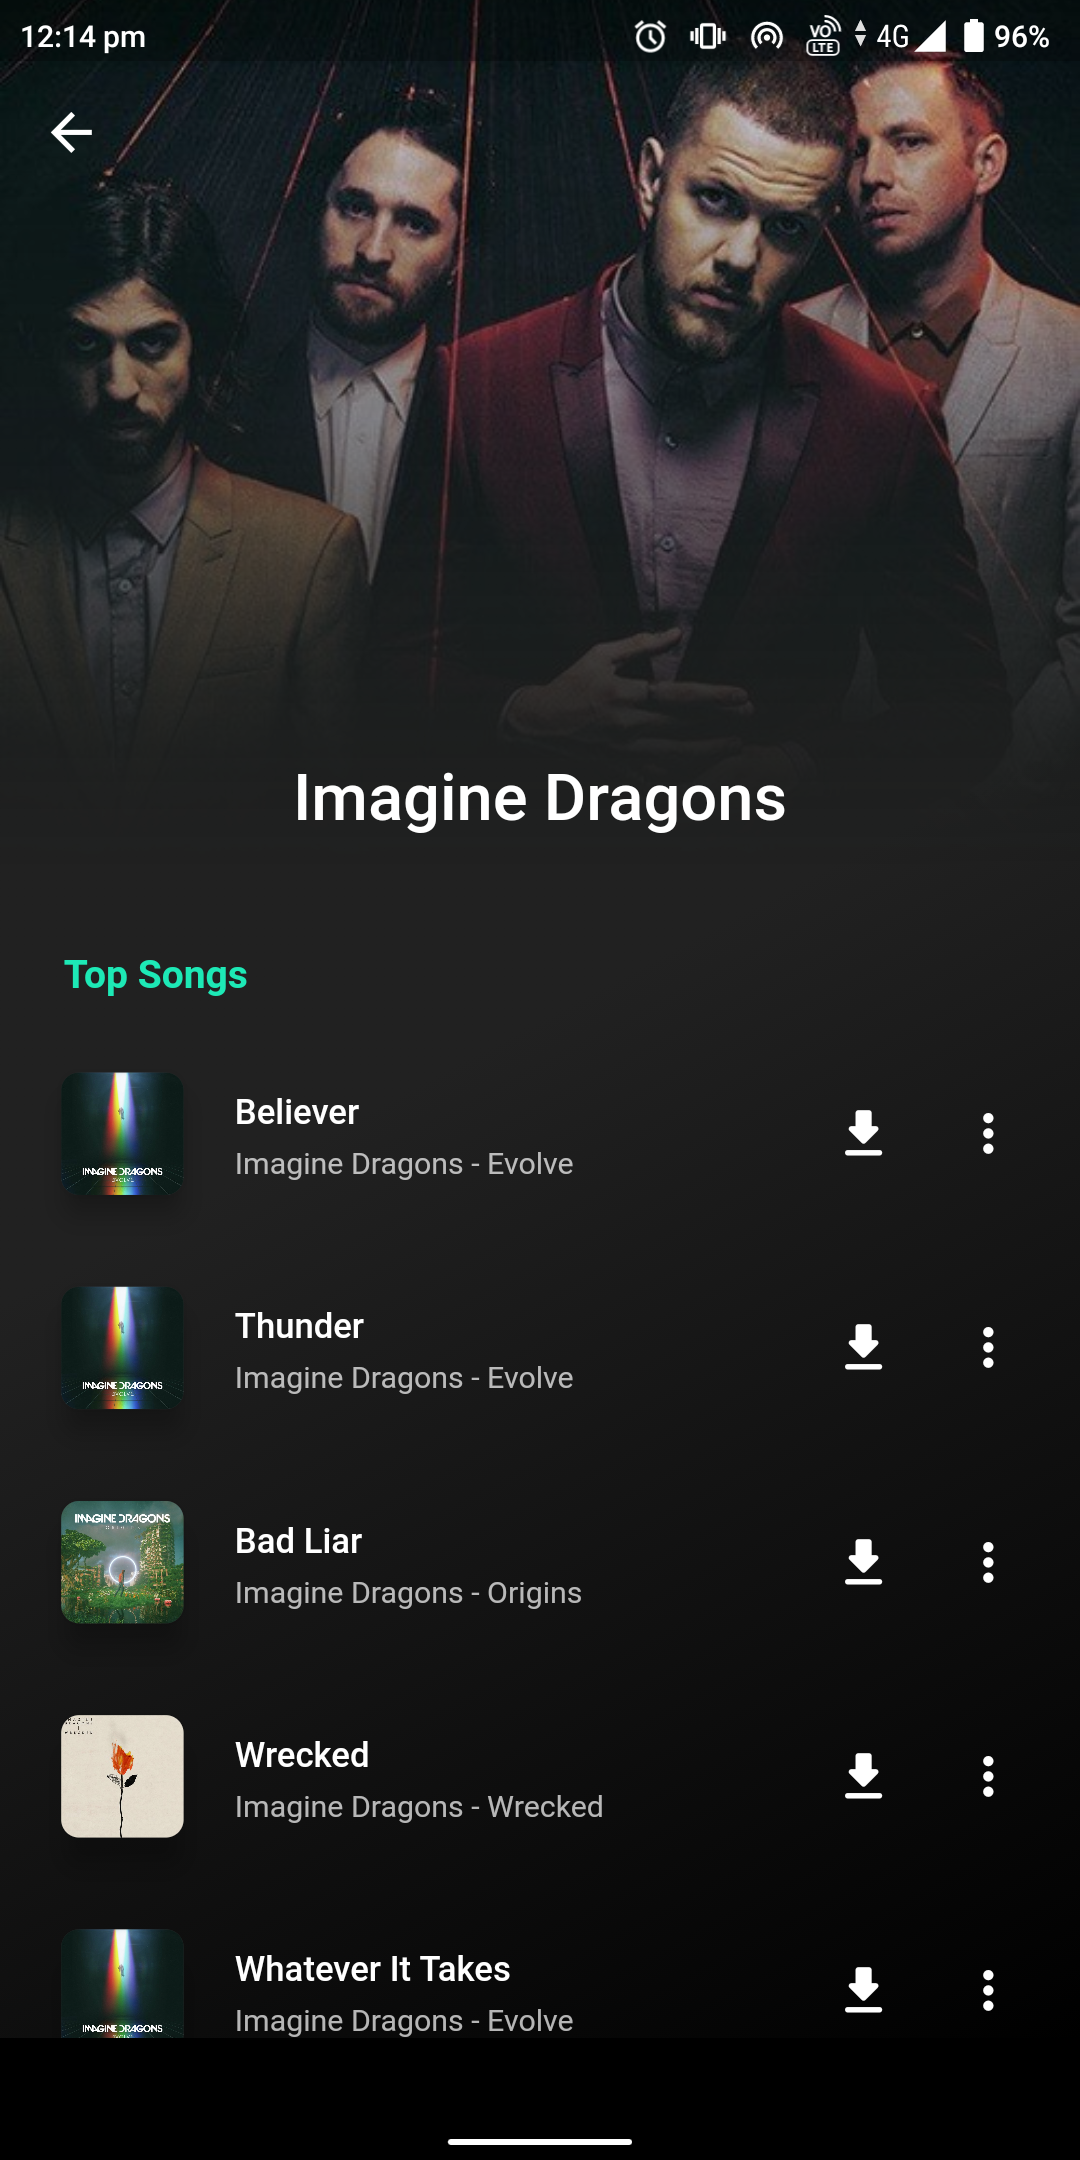 12:14 pm
VO LTE 4G 96%
Imagine Dragons
Top Songs
IMAGINE DRAGONS
EVOLVE
Believer
Imagine Dragons - Evolve
IMAGINE DRAGONS
EVOLVE
Thunder
Imagine Dragons - Evolve
IMAGINE DRAGONS
ORIGINS
Bad Liar
Imagine Dragons - Origins
Wrecked
Imagine Dragons - Wrecked
IMAGINE DRAGONS
Whatever It Takes
Imagine Dragons - Evolve